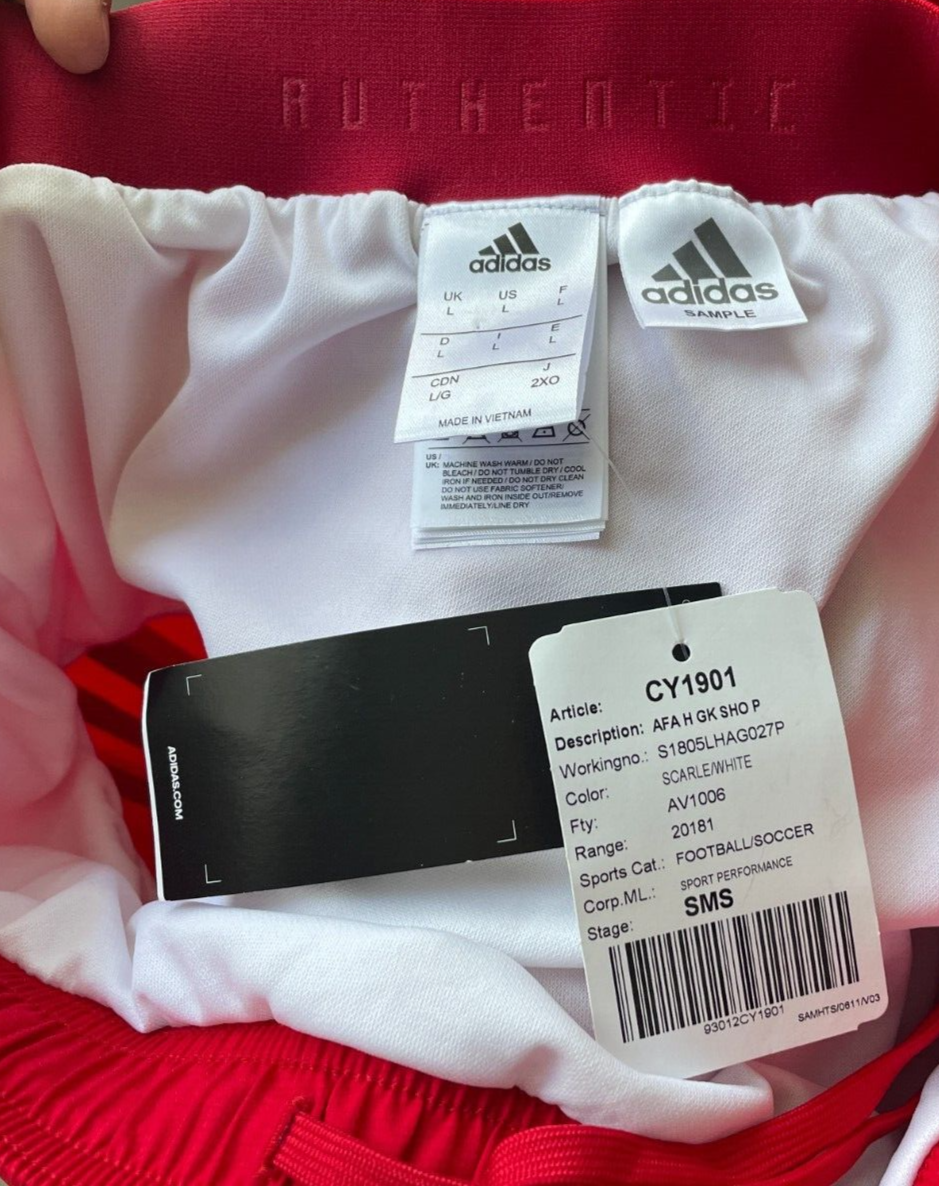 AUTHENTIC
adidas
UK US F
L L L
D I E
L L L
CDN J
L/G 2XO
MADE IN VIETNAM
US /
UK: MACHINE WASH WARM / DO NOT
BLEACH / DO NOT TUMBLE DRY / COOL
IRON IF NEEDED / DO NOT DRY CLEAN
DO NOT USE FABRIC SOFTENER/
WASH AND IRON INSIDE OUT/REMOVE
IMMEDIATELY/LINE DRY
adidas
SAMPLE
ADIDAS.COM
Article: CY1901
Description: AFA H GK SHO P
Workingno.: S1805LHAG027P
Color: SCARLE/WHITE
Fty: AV1006
Range: 20181
Sports Cat.: FOOTBALL/SOCCER
Corp.ML.: SPORT PERFORMANCE
Stage: SMS
93012CY1901 SAMHTS/0611/V03